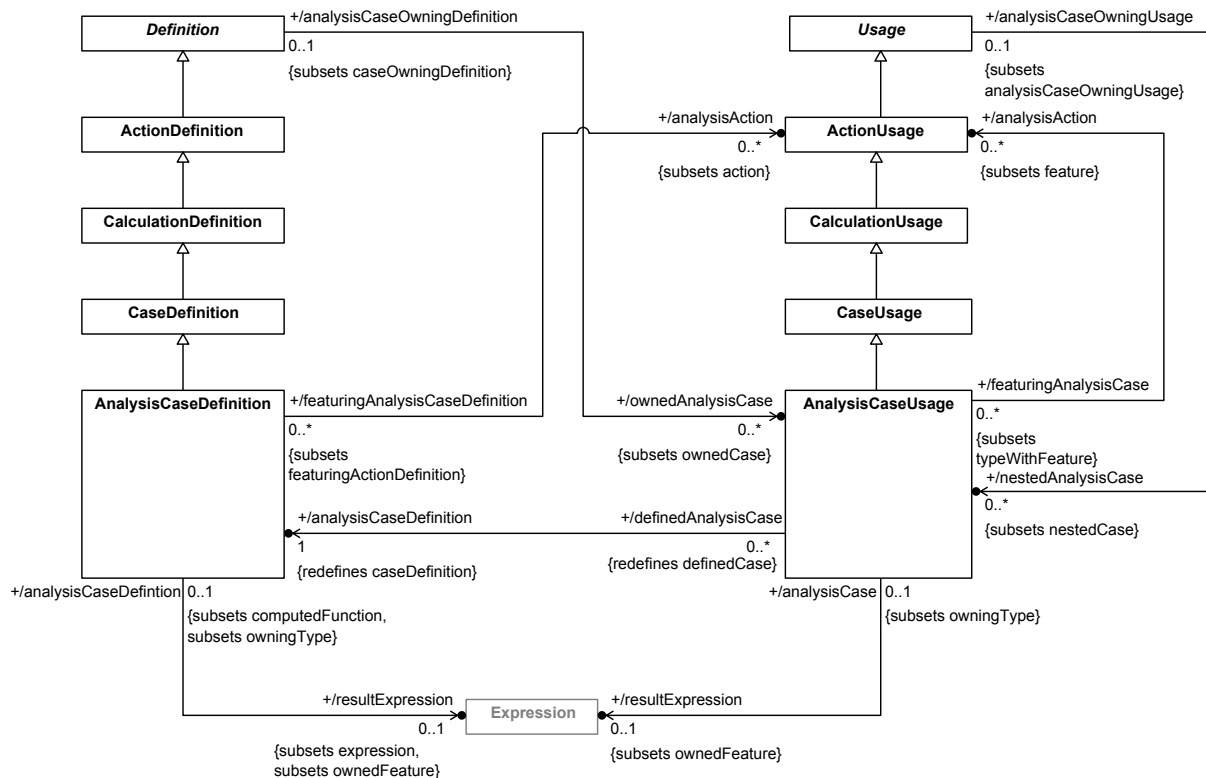 +/analysisCaseOwningDefinition
Definition
0..1
{subsets caseOwningDefinition}
+/analysisCaseOwningUsage
Usage
0..1
{subsets
analysisCaseOwningUsage}
ActionDefinition
+/analysisAction
0..*
{subsets action}
ActionUsage
+/analysisAction
0..*
{subsets feature}
CalculationDefinition
CalculationUsage
CaseDefinition
CaseUsage
AnalysisCaseDefinition
+/featuringAnalysisCaseDefinition
0..*
{subsets
featuringActionDefinition}
+/ownedAnalysisCase
0..*
{subsets ownedCase}
AnalysisCaseUsage
+/featuringAnalysisCase
0..*
{subsets
typeWithFeature}
+/nestedAnalysisCase
0..*
{subsets nestedCase}
+/analysisCaseDefinition
1
{redefines caseDefinition}
+/definedAnalysisCase
0..*
{redefines definedCase}
+/analysisCaseDefintion
0..1
{subsets computedFunction,
subsets owningType}
+/analysisCase
0..1
{subsets owningType}
+/resultExpression
0..1
{subsets expression,
subsets ownedFeature}
Expression
+/resultExpression
0..1
{subsets ownedFeature}